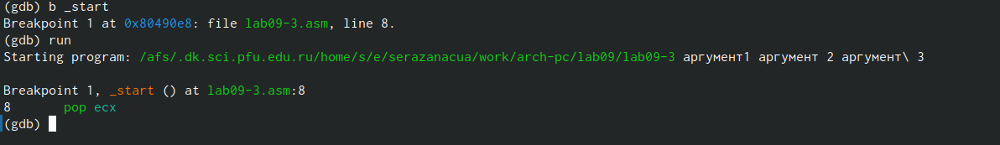 (gdb) b _start
Breakpoint 1 at 0x80490e8: file lab09-3.asm, line 8.
(gdb) run
Starting program: /afs/.dk.sci.pfu.edu.ru/home/s/e/serazanacua/work/arch-pc/lab09/lab09-3 аргумент1 аргумент 2 аргумент\ 3
Breakpoint 1, _start () at lab09-3.asm:8
8 pop ecx
(gdb)